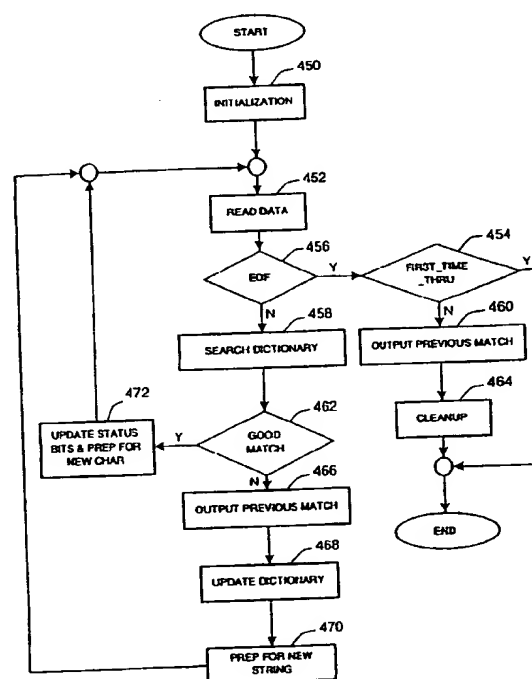 START
450
INITIALIZATION
452
READ DATA
456
EOF
Y
454
FIRST_TIME
_THRU
Y
N
N
458
SEARCH DICTIONARY
460
OUTPUT PREVIOUS MATCH
464
CLEANUP
462
GOOD
MATCH
Y
472
UPDATE STATUS
BITS & PREP FOR
NEW CHAR
N
466
OUTPUT PREVIOUS MATCH
END
468
UPDATE DICTIONARY
470
PREP FOR NEW
STRING